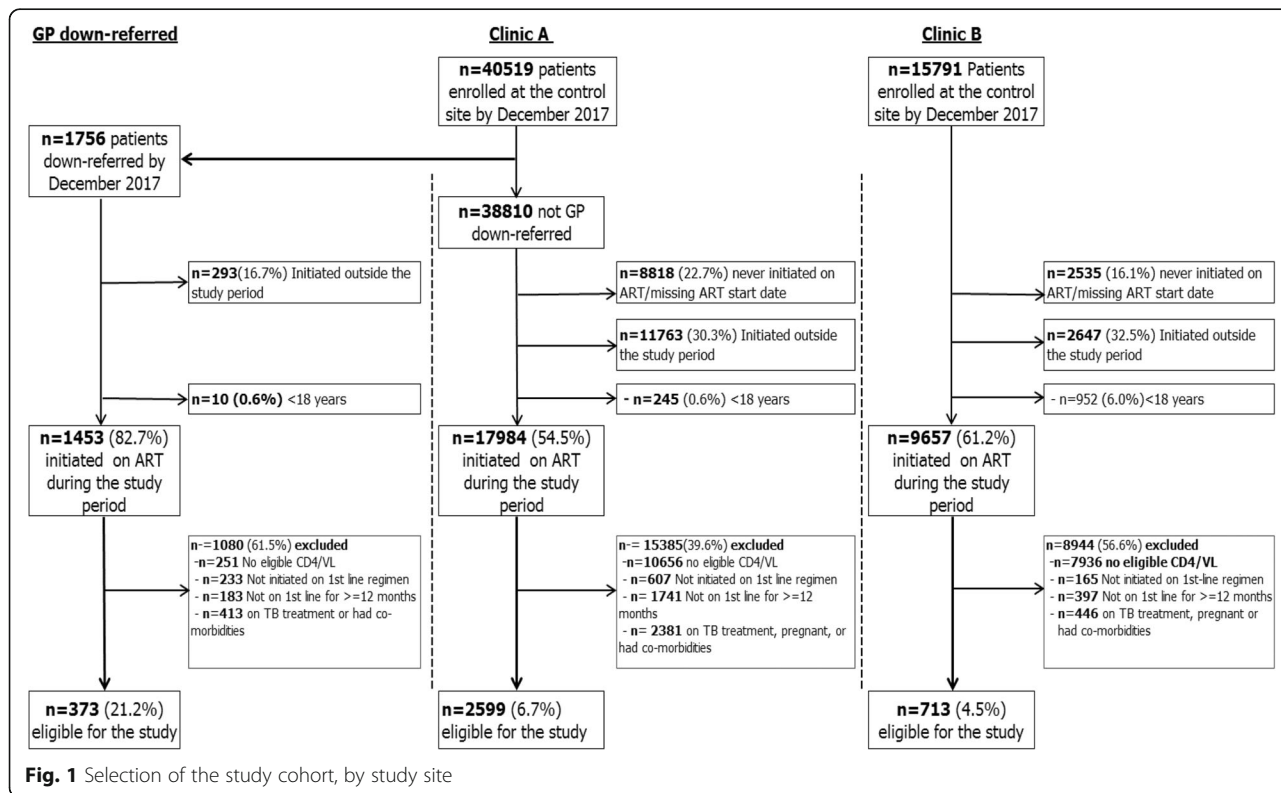 GP down-referred
Clinic A
Clinic B
n=40519 patients
enrolled at the control
site by December 2017
n=15791 Patients
enrolled at the control
site by December 2017
n=1756 patients
down-referred by
December 2017
n=38810 not GP
down-referred
n=293(16.7%) Initiated outside the
study period
n=8818 (22.7%) never initiated on
ART/missing ART start date
n=2535 (16.1%) never initiated on
ART/missing ART start date
n=11763 (30.3%) Initiated outside
the study period
n=2647 (32.5%) Initiated outside
the study period
n=10 (0.6%) <18 years
- n=245 (0.6%) <18 years
- n=952 (6.0%)<18 years
n=1453 (82.7%)
initiated on ART
during the study
period
n=17984 (54.5%)
initiated on ART
during the study
period
n=9657 (61.2%)
initiated on ART
during the study
period
n-=1080 (61.5%) excluded
-n=251 No eligible CD4/VL
- n=233 Not initiated on 1st line regimen
- n=183 Not on 1st line for >=12 months
- n=413 on TB treatment or had co-
morbidities
n-= 15385(39.6%) excluded
-n=10656 no eligible CD4/VL
- n=607 Not initiated on 1st line regimen
- n= 1741 Not on 1st line for >=12
months
- n= 2381 on TB treatment, pregnant, or
had co-morbidities
n=8944 (56.6%) excluded
-n=7936 no eligible CD4/VL
- n=165 Not initiated on 1st-line regimen
- n=397 Not on 1st line for >=12 months
- n=446 on TB treatment, pregnant or
had co-morbidities
n=373 (21.2%)
eligible for the study
n=2599 (6.7%)
eligible for the study
n=713 (4.5%)
eligible for the study
Fig. 1 Selection of the study cohort, by study site